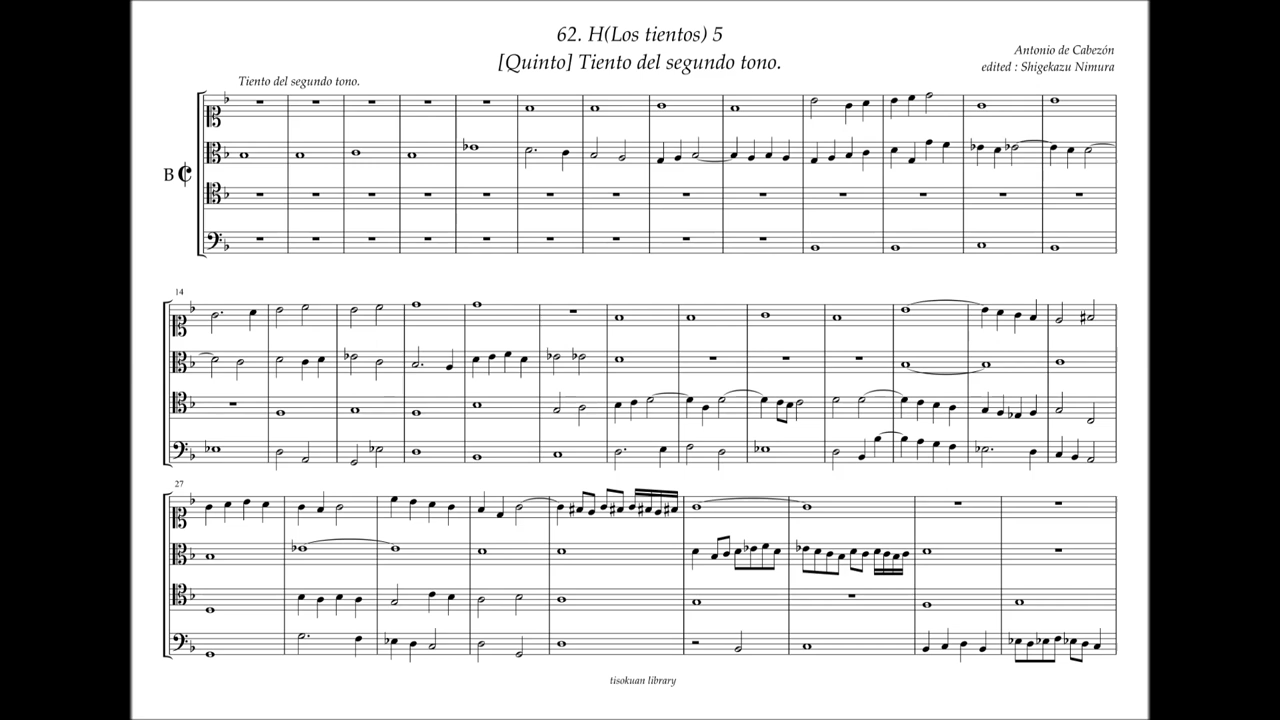 62. H(Los tientos) 5
[Quinto] Tiento del segundo tono.
Antonio de Cabezón
edited : Shigekazu Nimura
Tiento del segundo tono.
B
14
27
tisokuan library